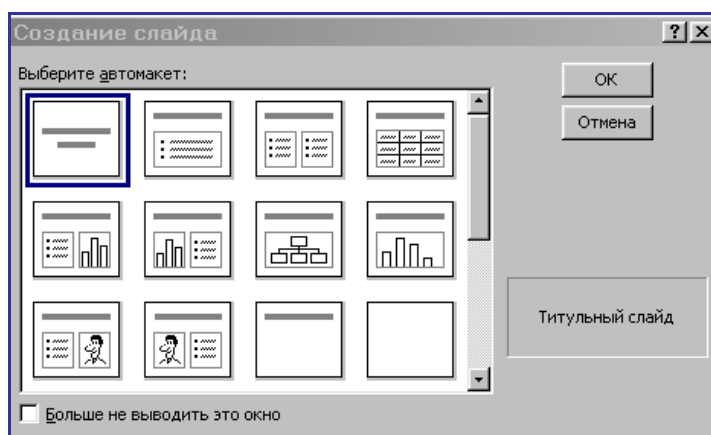 Создание слайда
Выберите автомакет:
ОК
Отмена
Титульный слайд
Больше не выводить это окно